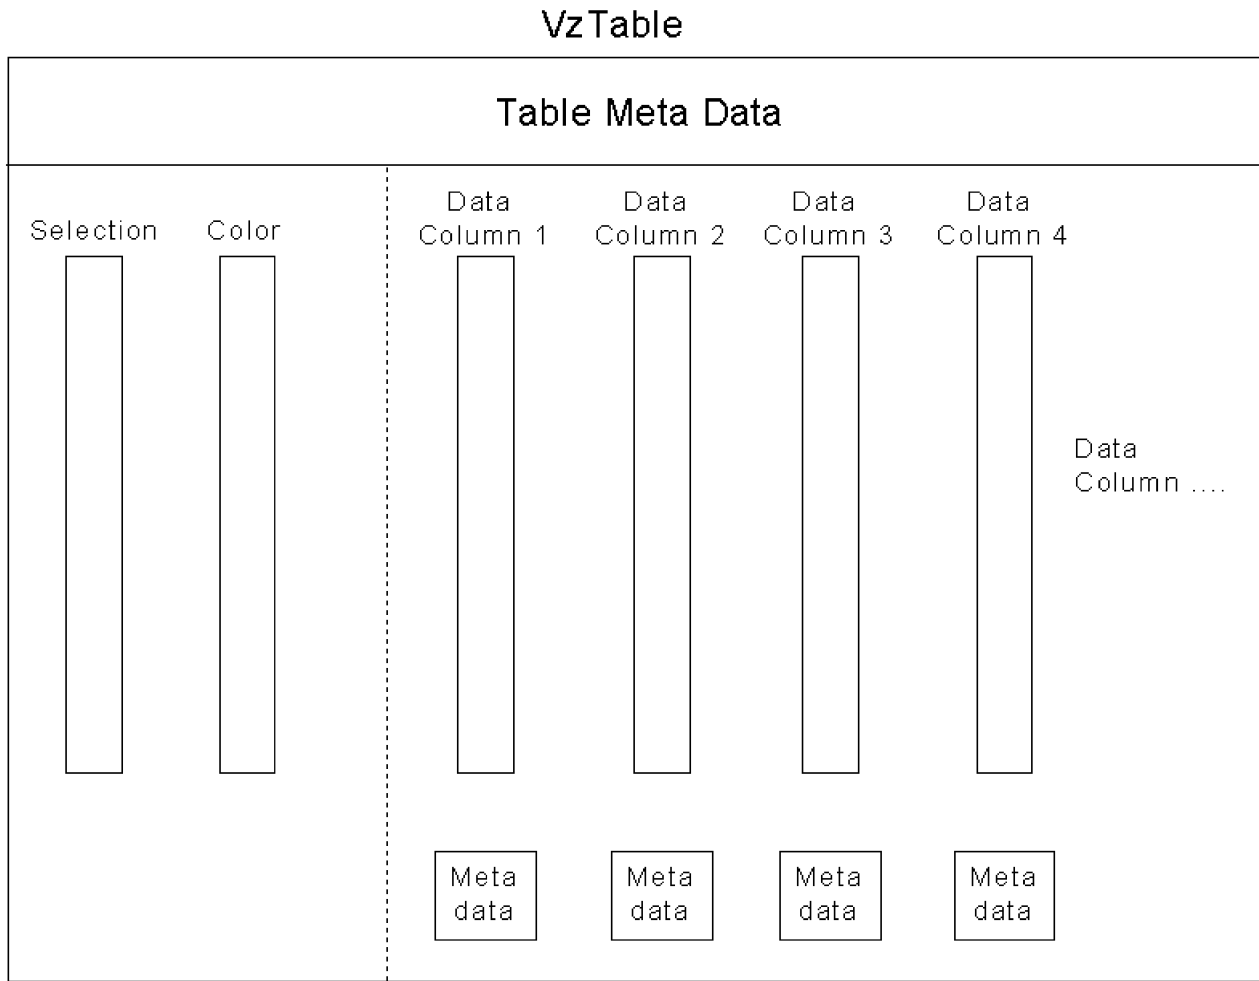 VzTable
Table Meta Data
Selection
Color
Data
Column 1
Data
Column 2
Data
Column 3
Data
Column 4
Data
Column ....
Meta
data
Meta
data
Meta
data
Meta
data